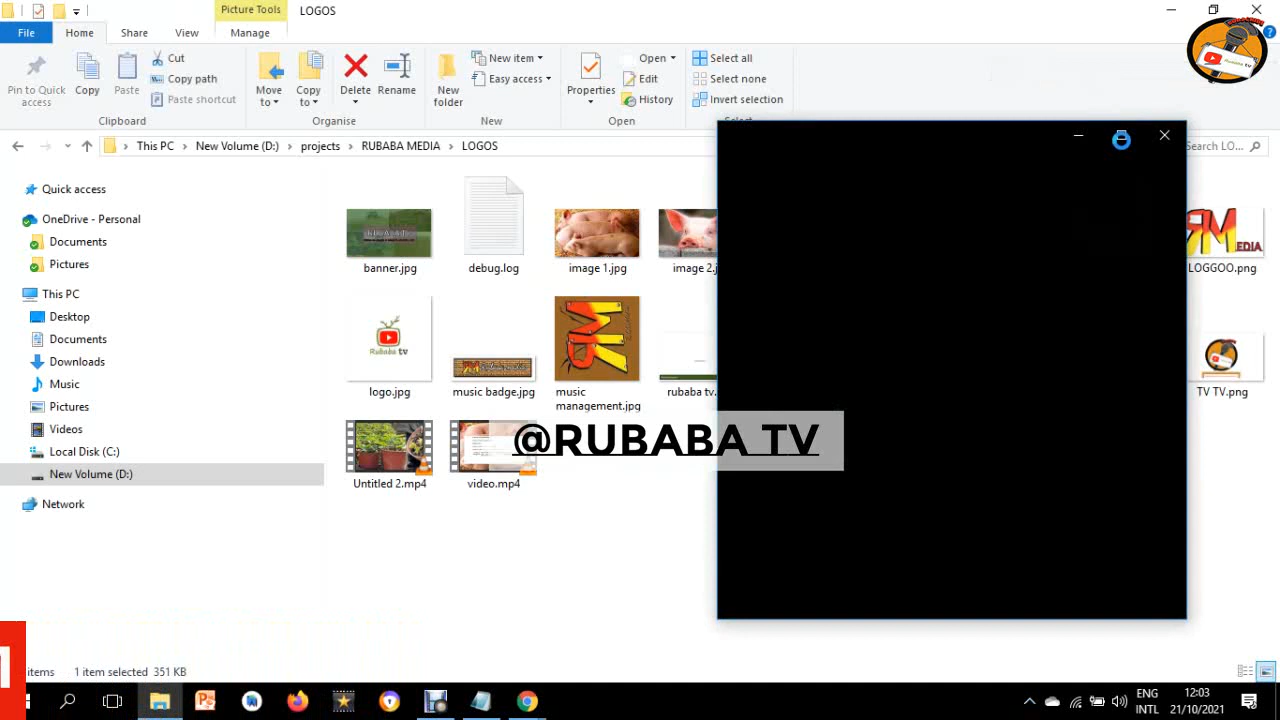 Picture Tools
LOGOS
File
Home
Share
View
Manage
Pin to Quick access
Copy
Paste
Cut
Copy path
Paste shortcut
Clipboard
Move to
Copy to
Delete
Rename
Organise
New folder
New item
Easy access
New
Properties
Open
Edit
History
Open
Select all
Select none
Invert selection
This PC
New Volume (D:)
projects
RUBABA MEDIA
LOGOS
Search LO...
Quick access
OneDrive - Personal
Documents
Pictures
This PC
Desktop
Documents
Downloads
Music
Pictures
Videos
Local Disk (C:)
New Volume (D:)
Network
banner.jpg
debug.log
image 1.jpg
image 2.j
LOGGOO.png
Rubaba tv
logo.jpg
music badge.jpg
music management.jpg
rubaba tv.
TV TV.png
@RUBABA TV
Untitled 2.mp4
video.mp4
items
1 item selected 351 KB
ENG
INTL
12:03
21/10/2021